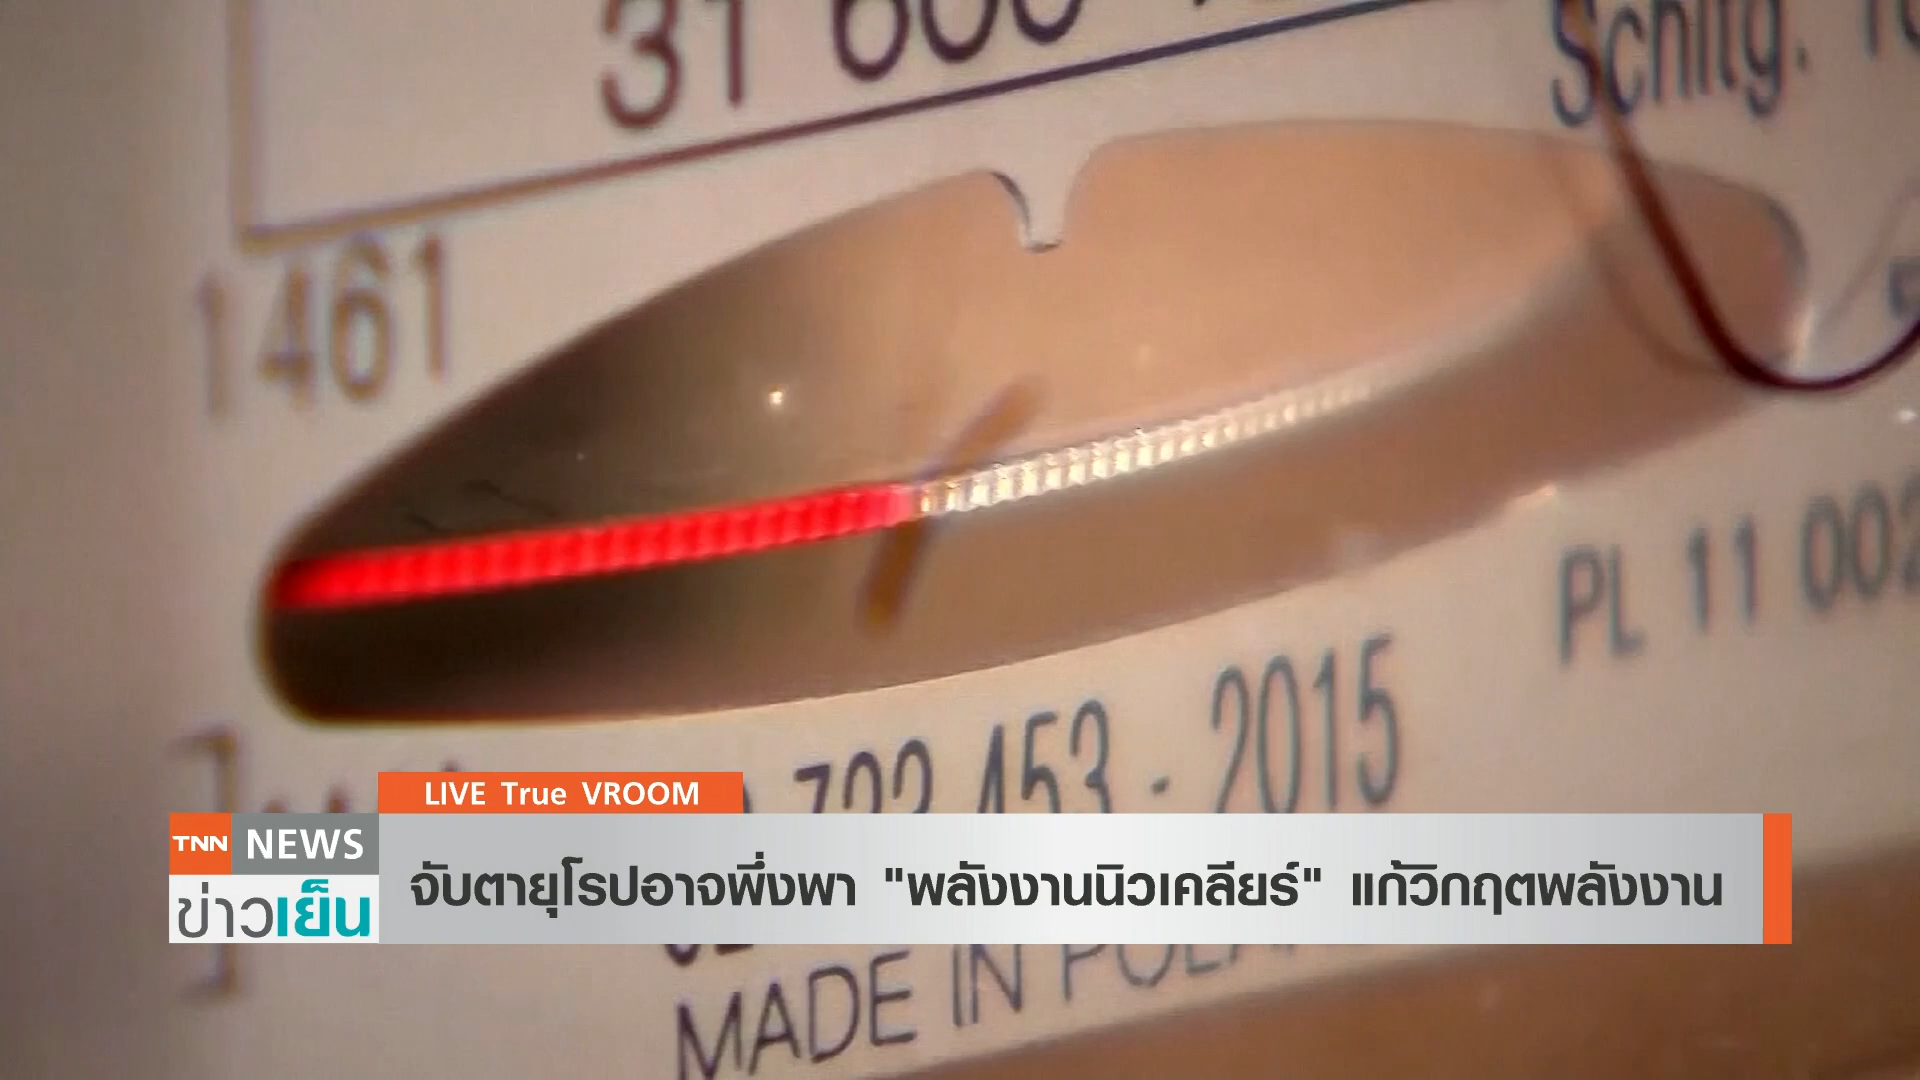 31 600
Schltg.
1461
PL 11 002
453 - 2015
LIVE True VROOM
TNN NEWS
ข่าวเย็น
จับตายุโรปอาจพึ่งพา "พลังงานนิวเคลียร์" แก้วิกฤตพลังงาน
MADE IN